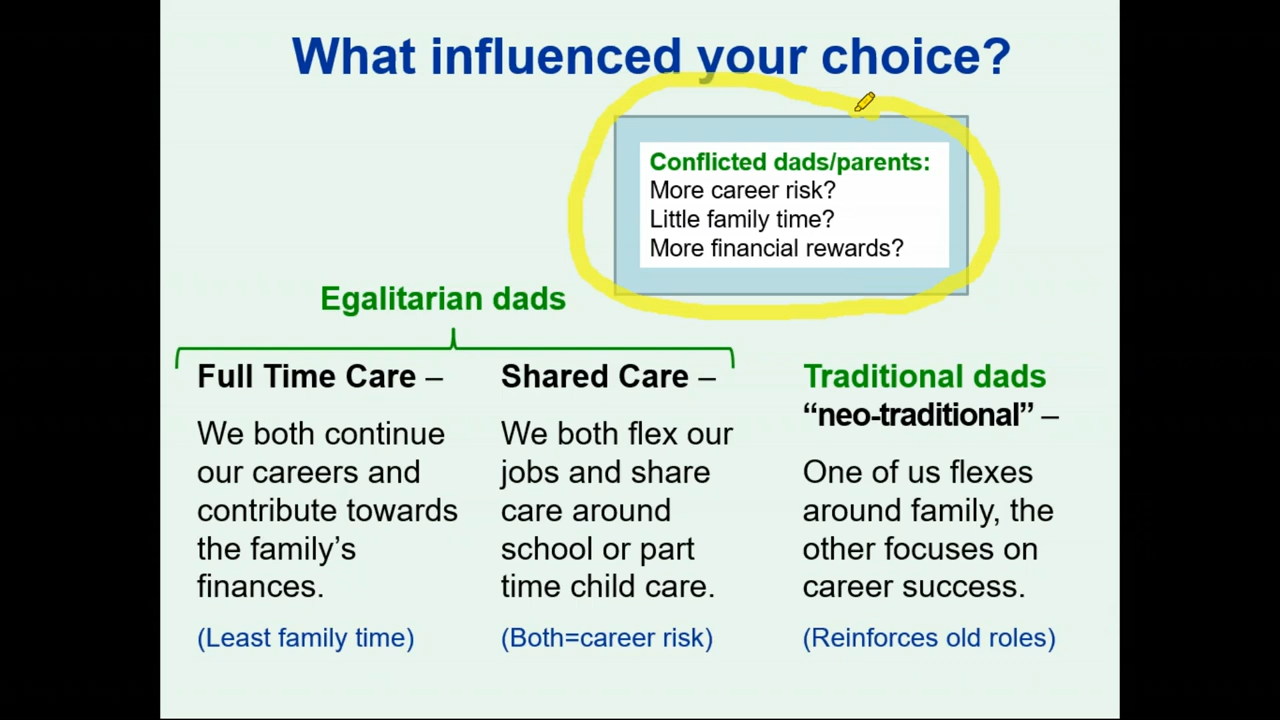 What influenced your choice?
Conflicted dads/parents:
More career risk?
Little family time?
More financial rewards?
Egalitarian dads
Full Time Care –
We both continue
our careers and
contribute towards
the family’s
finances.
(Least family time)
Shared Care –
We both flex our
jobs and share
care around
school or part
time child care.
(Both=career risk)
Traditional dads
“neo-traditional” –
One of us flexes
around family, the
other focuses on
career success.
(Reinforces old roles)